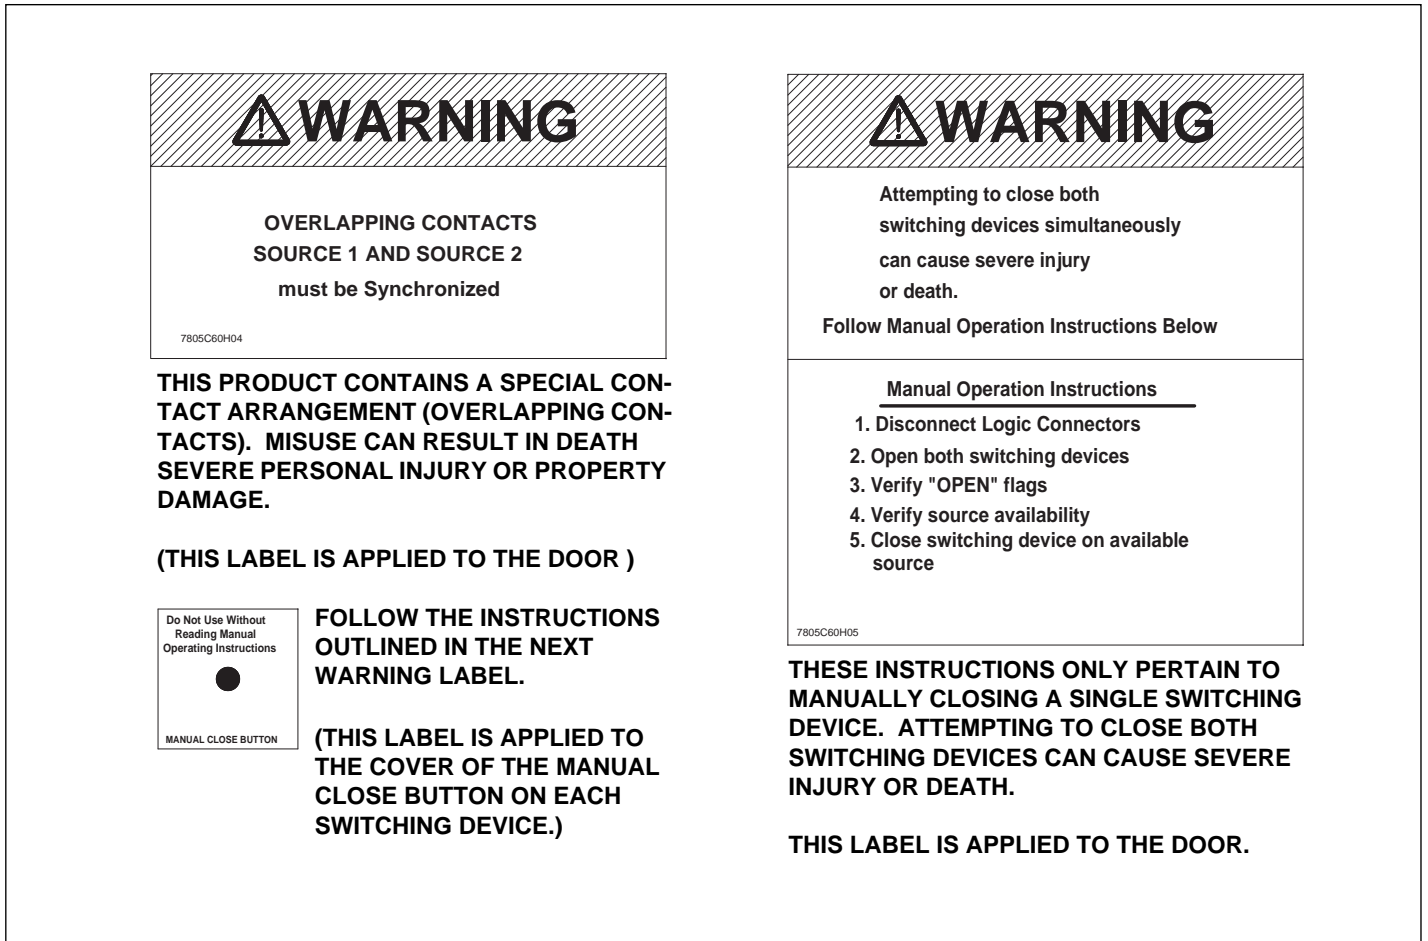 WARNING
OVERLAPPING CONTACTS
SOURCE 1 AND SOURCE 2
must be Synchronized
7805C60H04
THIS PRODUCT CONTAINS A SPECIAL CON-
TACT ARRANGEMENT (OVERLAPPING CON-
TACTS).  MISUSE CAN RESULT IN DEATH
SEVERE PERSONAL INJURY OR PROPERTY
DAMAGE.
(THIS LABEL IS APPLIED TO THE DOOR )
Do Not Use Without
Reading Manual
Operating Instructions
MANUAL CLOSE BUTTON
FOLLOW THE INSTRUCTIONS
OUTLINED IN THE NEXT
WARNING LABEL.
(THIS LABEL IS APPLIED TO
THE COVER OF THE MANUAL
CLOSE BUTTON ON EACH
SWITCHING DEVICE.)
WARNING
Attempting to close both
switching devices simultaneously
can cause severe injury
or death.
Follow Manual Operation Instructions Below
Manual Operation Instructions
1. Disconnect Logic Connectors
2. Open both switching devices
3. Verify "OPEN" flags
4. Verify source availability
5. Close switching device on available
source
7805C60H05
THESE INSTRUCTIONS ONLY PERTAIN TO
MANUALLY CLOSING A SINGLE SWITCHING
DEVICE.  ATTEMPTING TO CLOSE BOTH
SWITCHING DEVICES CAN CAUSE SEVERE
INJURY OR DEATH.
THIS LABEL IS APPLIED TO THE DOOR.